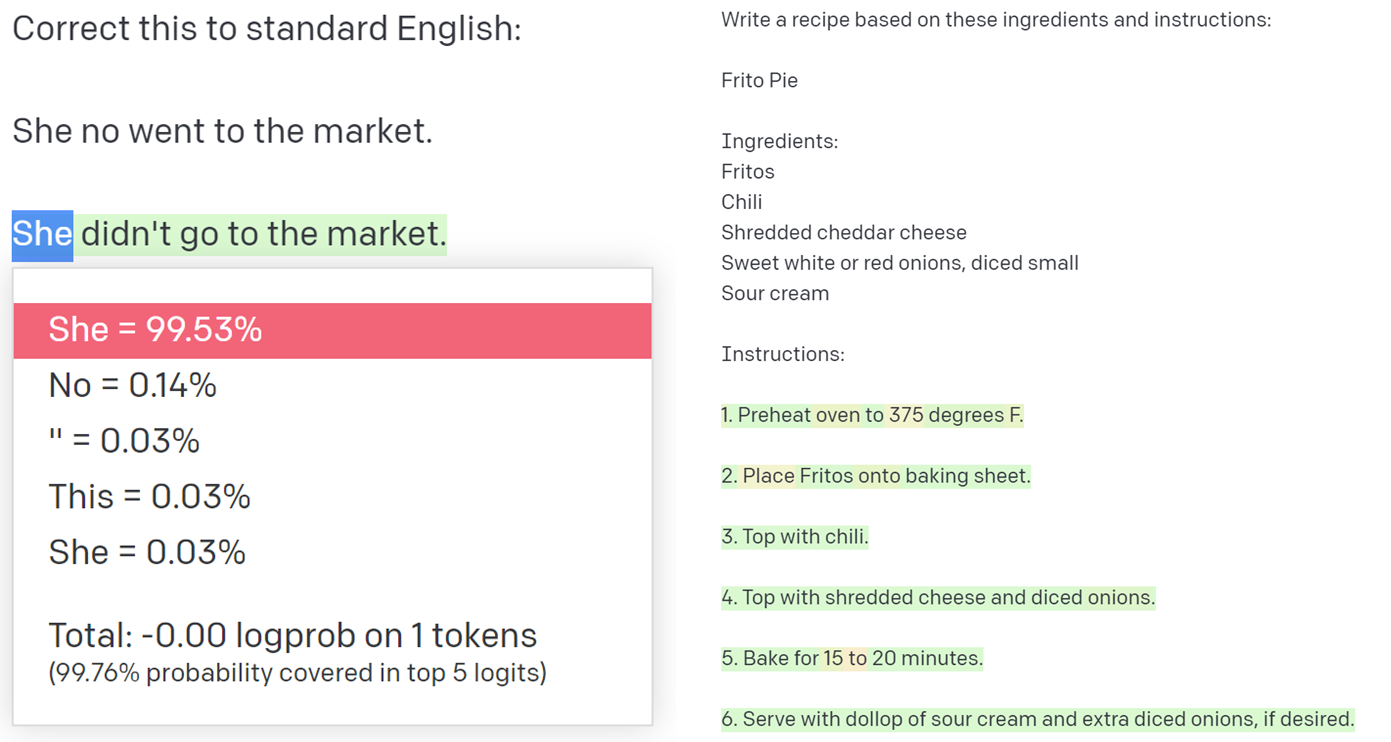 Correct this to standard English:
She no went to the market.
She didn't go to the market.
She = 99.53%
No = 0.14%
" = 0.03%
This = 0.03%
She = 0.03%
Total: -0.00 logprob on 1 tokens
(99.76% probability covered in top 5 logits)
Write a recipe based on these ingredients and instructions:
Frito Pie
Ingredients:
Fritos
Chili
Shredded cheddar cheese
Sweet white or red onions, diced small
Sour cream
Instructions:
1. Preheat oven to 375 degrees F.
2. Place Fritos onto baking sheet.
3. Top with chili.
4. Top with shredded cheese and diced onions.
5. Bake for 15 to 20 minutes.
6. Serve with dollop of sour cream and extra diced onions, if desired.